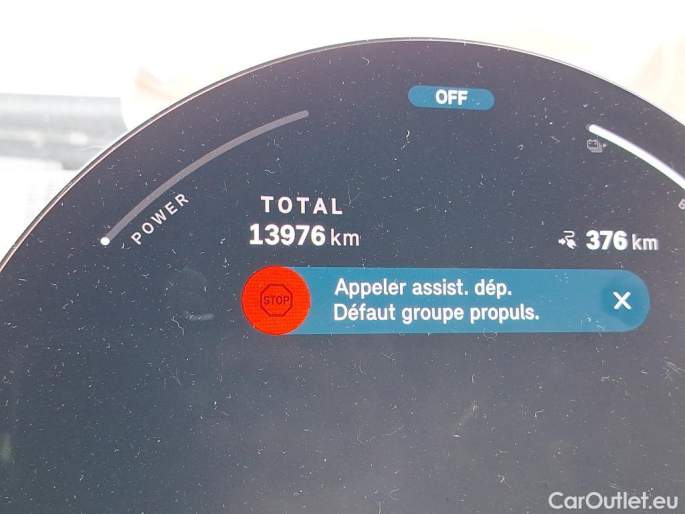 OFF
POWER
TOTAL
13976 km
376 km
STOP
Appeler assist. dép.
Défaut groupe propuls.
CarOutlet.eu